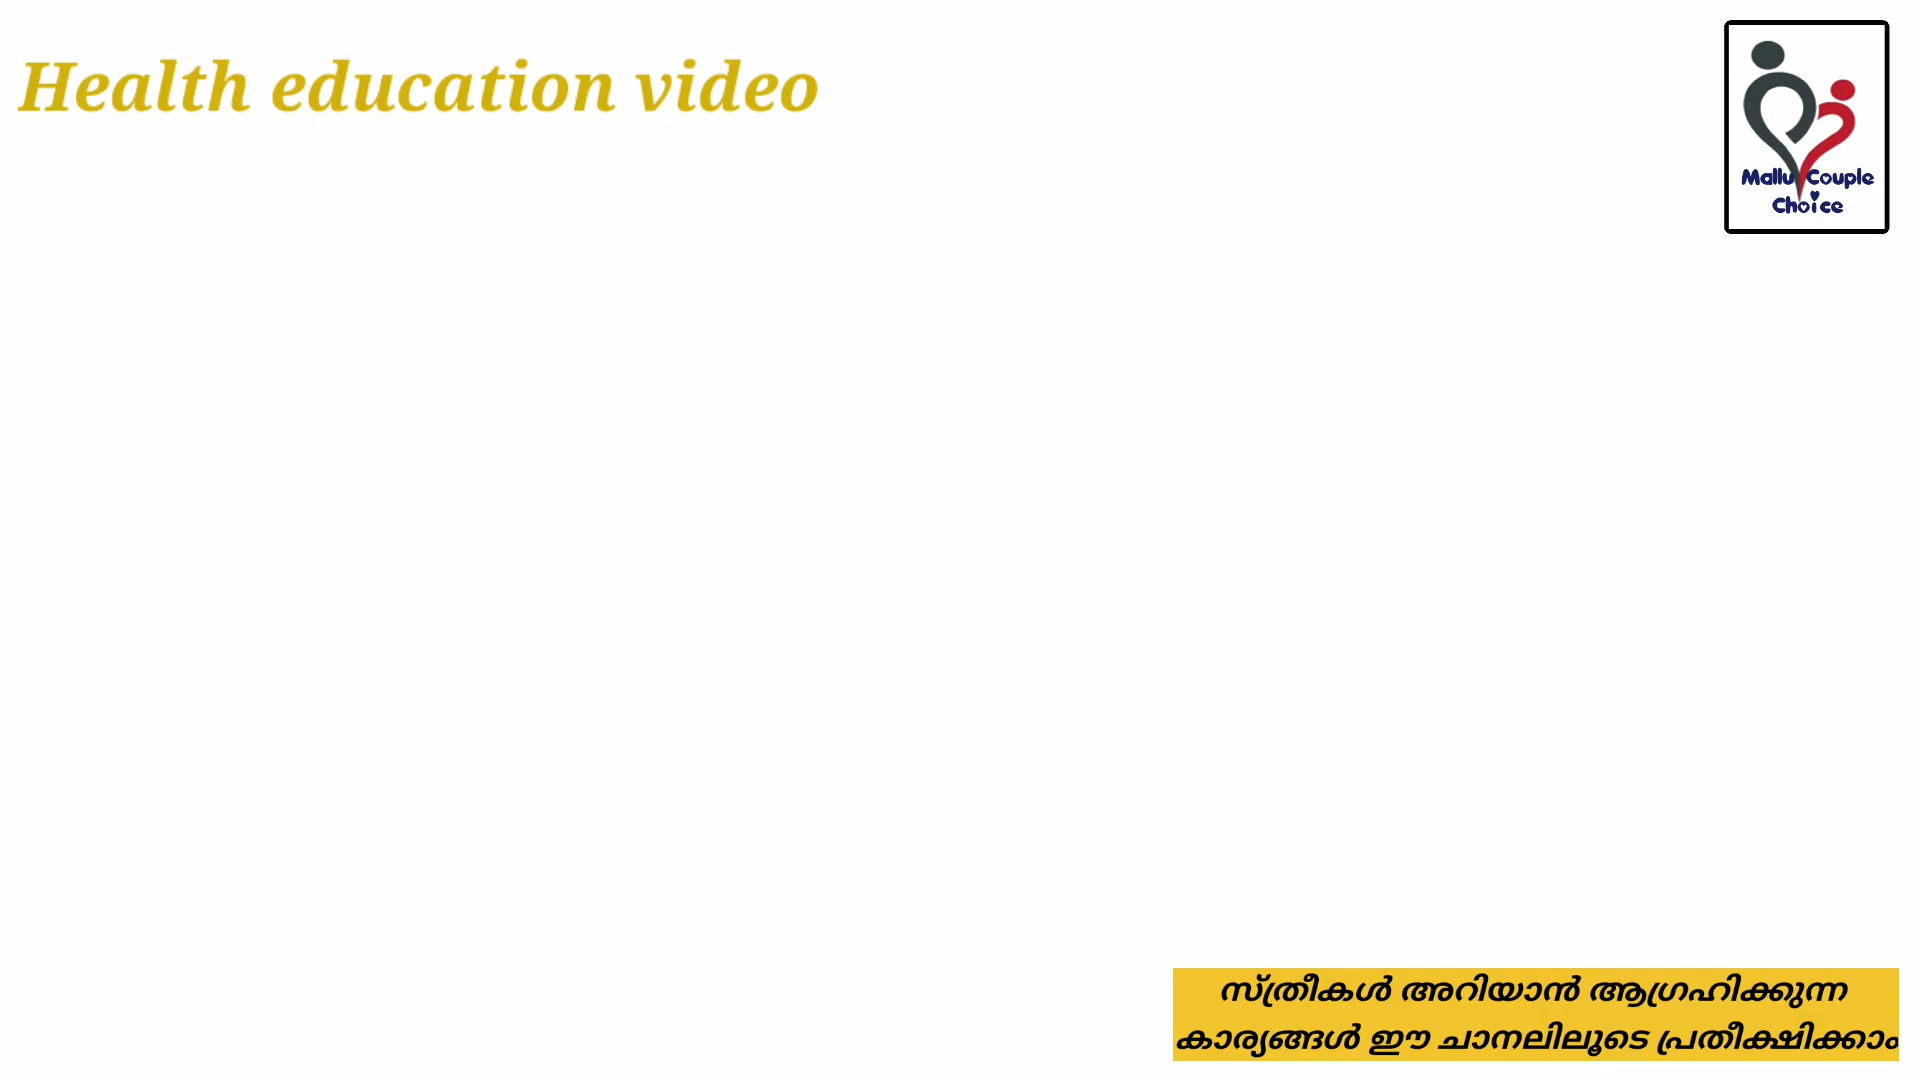 Health education video
Mallu Couple
Choice
സ്ത്രീകൾ അറിയാൻ ആഗ്രഹിക്കുന്ന
കാര്യങ്ങൾ ഈ ചാനലിലൂടെ പ്രതീക്ഷിക്കാം